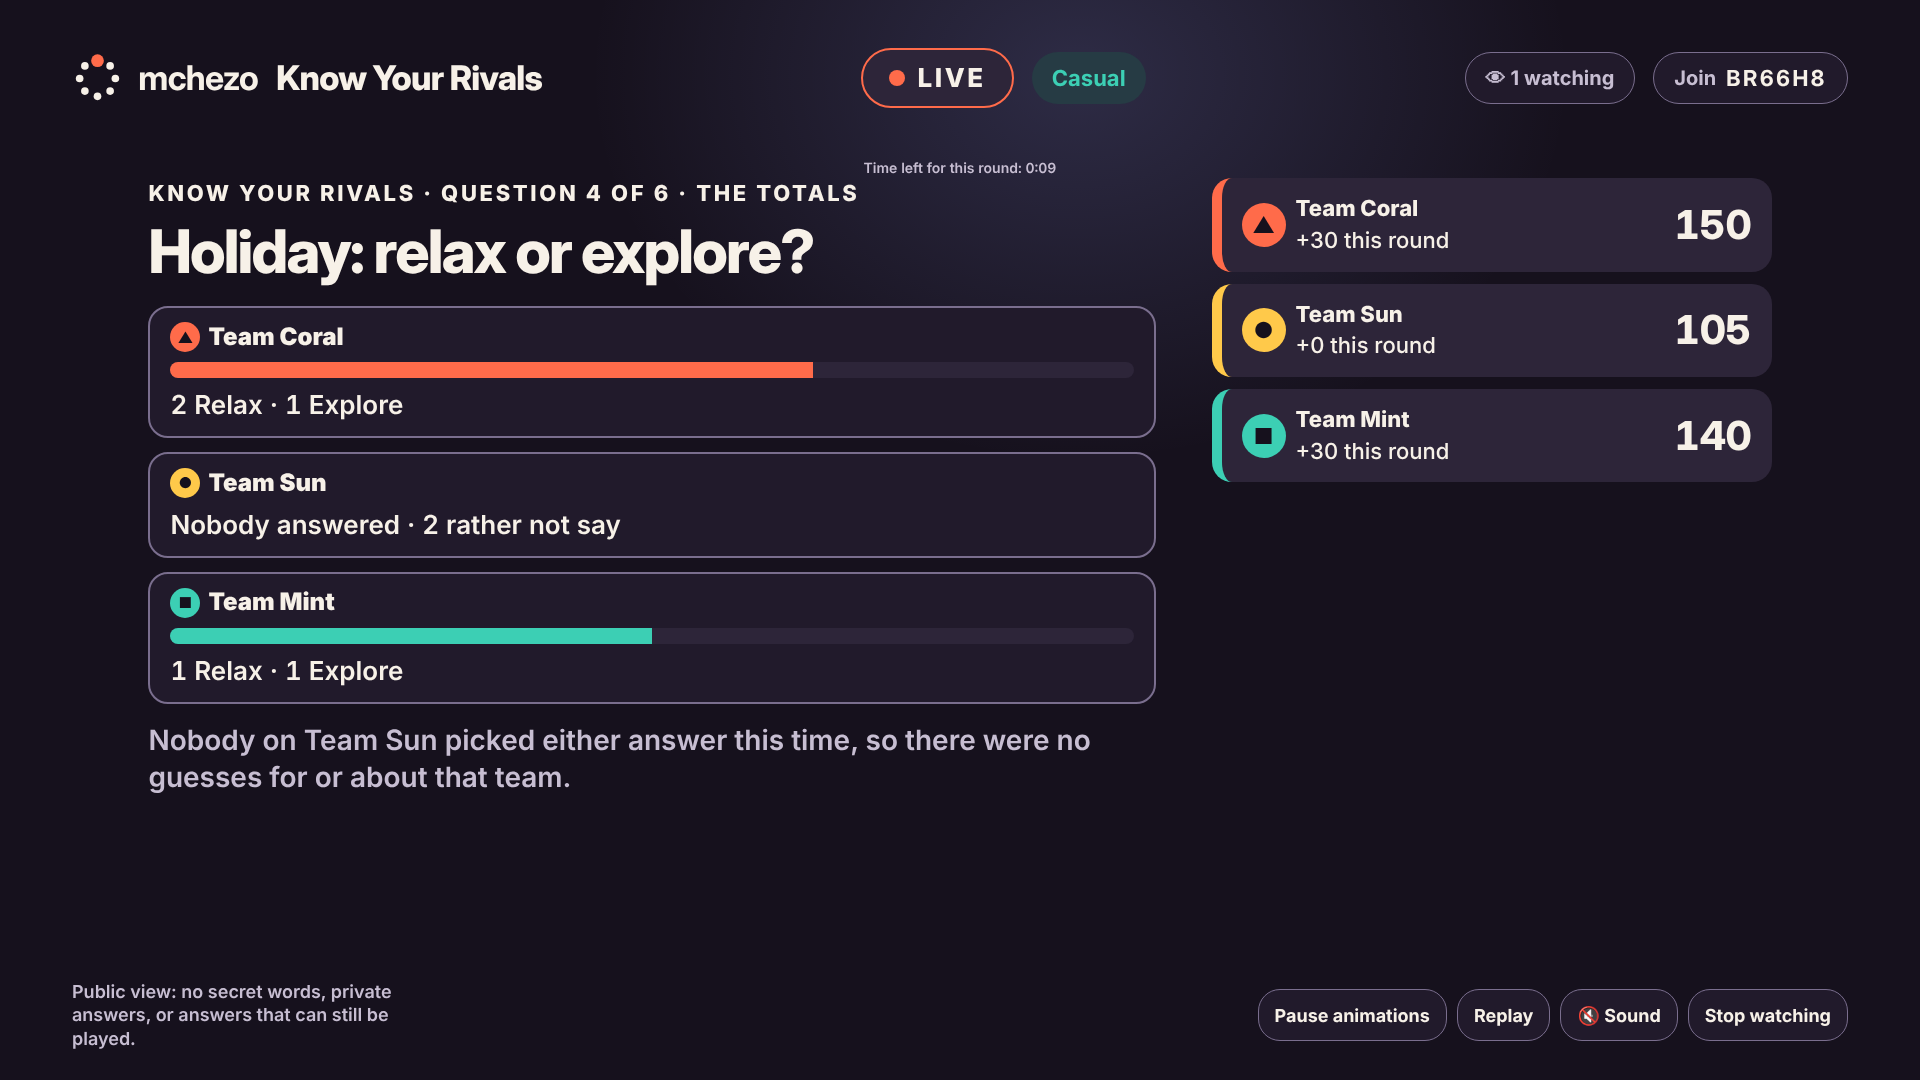 mchezo Know Your Rivals
LIVE
Casual
1 watching
Join BR66H8
Time left for this round: 0:09
KNOW YOUR RIVALS · QUESTION 4 OF 6 · THE TOTALS
Holiday: relax or explore?
Team Coral
2 Relax · 1 Explore
Team Sun
Nobody answered · 2 rather not say
Team Mint
1 Relax · 1 Explore
Nobody on Team Sun picked either answer this time, so there were no
guesses for or about that team.
Team Coral
+30 this round
150
Team Sun
+0 this round
105
Team Mint
+30 this round
140
Public view: no secret words, private
answers, or answers that can still be
played.
Pause animations
Replay
Sound
Stop watching